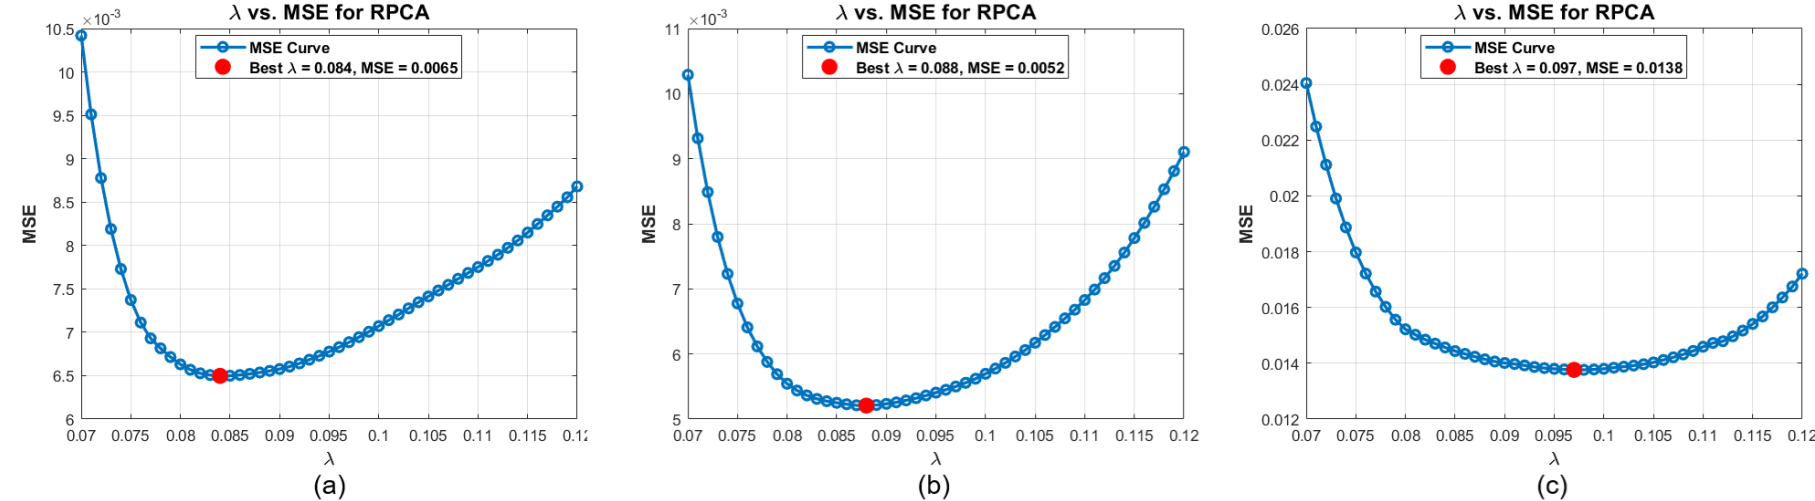 λ vs. MSE for RPCA
×10⁻³
10.5
10
9.5
9
8.5
8
7.5
7
6.5
6
MSE
MSE Curve
Best λ = 0.084, MSE = 0.0065
0.07 0.075 0.08 0.085 0.09 0.095 0.1 0.105 0.11 0.115 0.12
λ
(a)
λ vs. MSE for RPCA
×10⁻³
11
10
9
8
7
6
5
MSE
MSE Curve
Best λ = 0.088, MSE = 0.0052
0.07 0.075 0.08 0.085 0.09 0.095 0.1 0.105 0.11 0.115 0.12
λ
(b)
λ vs. MSE for RPCA
0.026
0.024
0.022
0.02
0.018
0.016
0.014
0.012
MSE
MSE Curve
Best λ = 0.097, MSE = 0.0138
0.07 0.075 0.08 0.085 0.09 0.095 0.1 0.105 0.11 0.115 0.12
λ
(c)